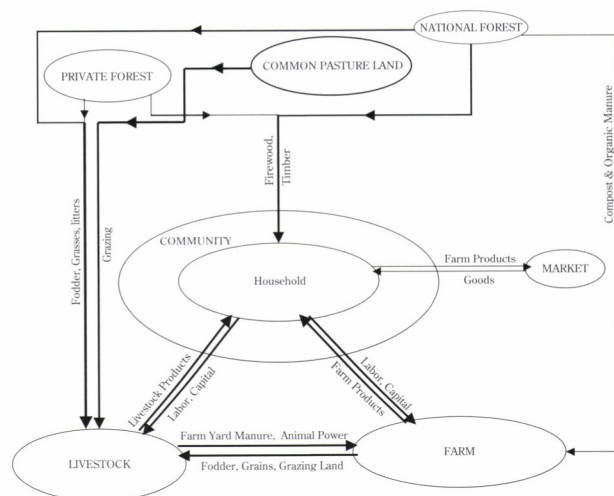 NATIONAL FOREST
PRIVATE FOREST
COMMON PASTURE LAND
Compost & Organic Manure
Firewood,
Timber
Fodder, Grasses, litters
Grazing
COMMUNITY
Household
Farm Products
Goods
MARKET
Livestock Products
Labor, Capital
Labor, Capital
Farm Products
Farm Yard Manure, Animal Power
Fodder, Grains, Grazing Land
LIVESTOCK
FARM